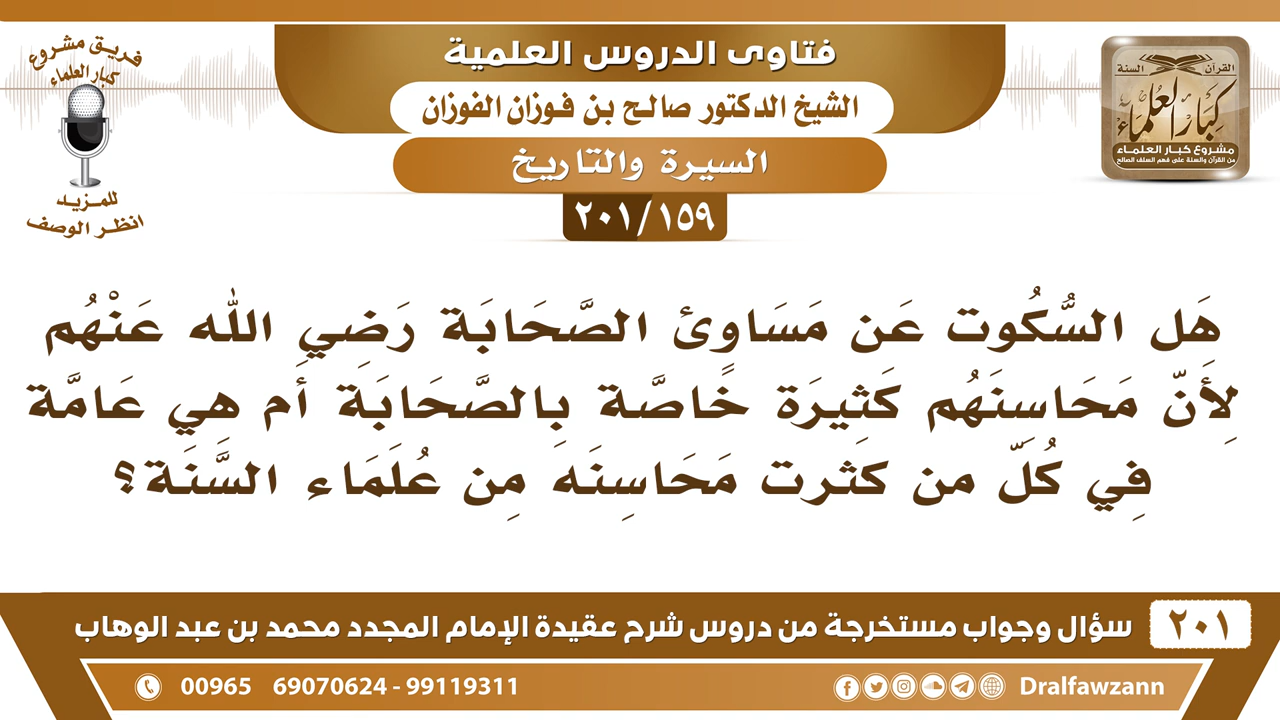 فريق مشروع
كبار العلماء
للمزيد
انظر الوصف
فتاوى الدروس العلمية
الشيخ الدكتور صالح بن فوزان الفوزان
السيرة والتاريخ
٢٠١/١٥٩
القرآن السنة
كبار العلماء
مشروع كبار العلماء
من القرآن والسنة على فهم السلف الصالح
هَل السُّكُوت عَن مَسَاوِئ الصَّحَابَة رَضِي الله عَنْهُم
لِأَنّ مَحَاسنَهُم كَثِيرَة خَاصَّة بِالصَّحَابَة أَم هي عَامَّة
فِي كُلّ من كَثرت مَحَاسِنَه مِن عُلَمَاء السَّنَة؟
٢٠١ سؤال وجواب مستخرجة من دروس شرح عقيدة الإمام المجدد محمد بن عبد الوهاب
00965 69070624 - 99119311
Dralfawzann